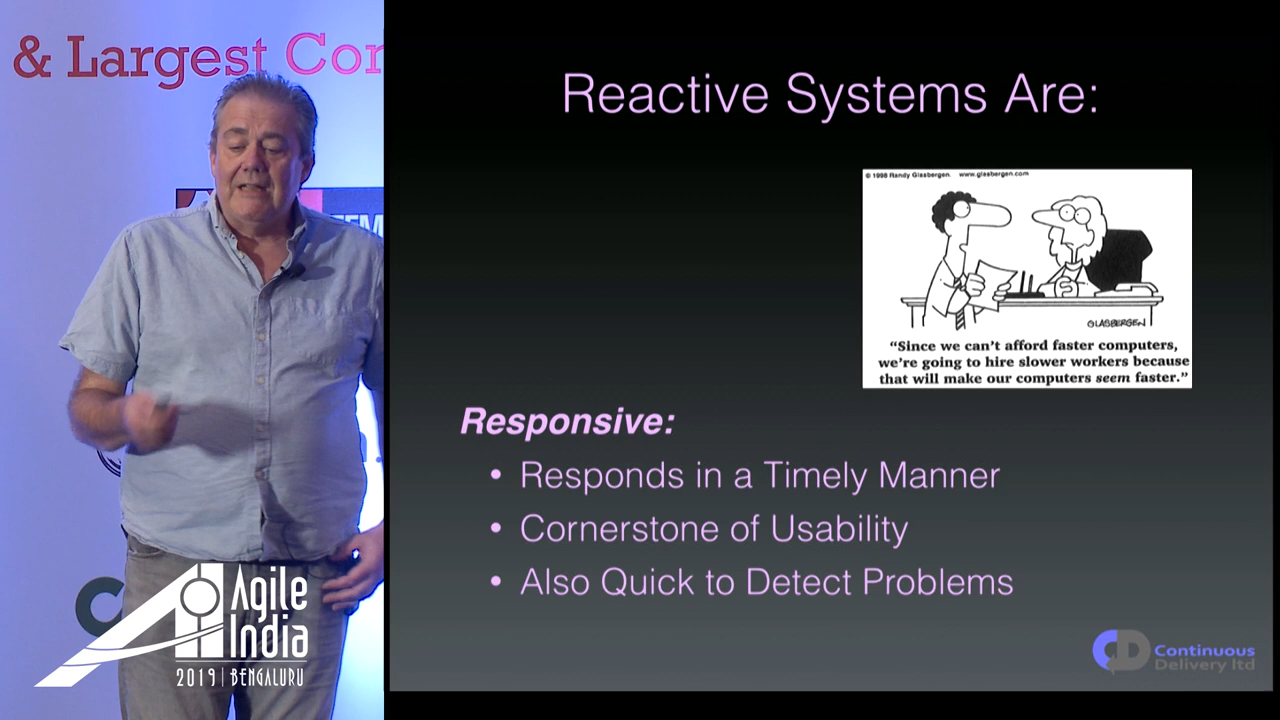 & Largest Con
Reactive Systems Are:
© 1998 Randy Glasbergen. www.glasbergen.com
GLASBERGEN
"Since we can't afford faster computers,
we're going to hire slower workers because
that will make our computers seem faster."
Responsive:
• Responds in a Timely Manner
• Cornerstone of Usability
• Also Quick to Detect Problems
Agile
India
2019 | BENGALURU
CD Continuous
Delivery ltd